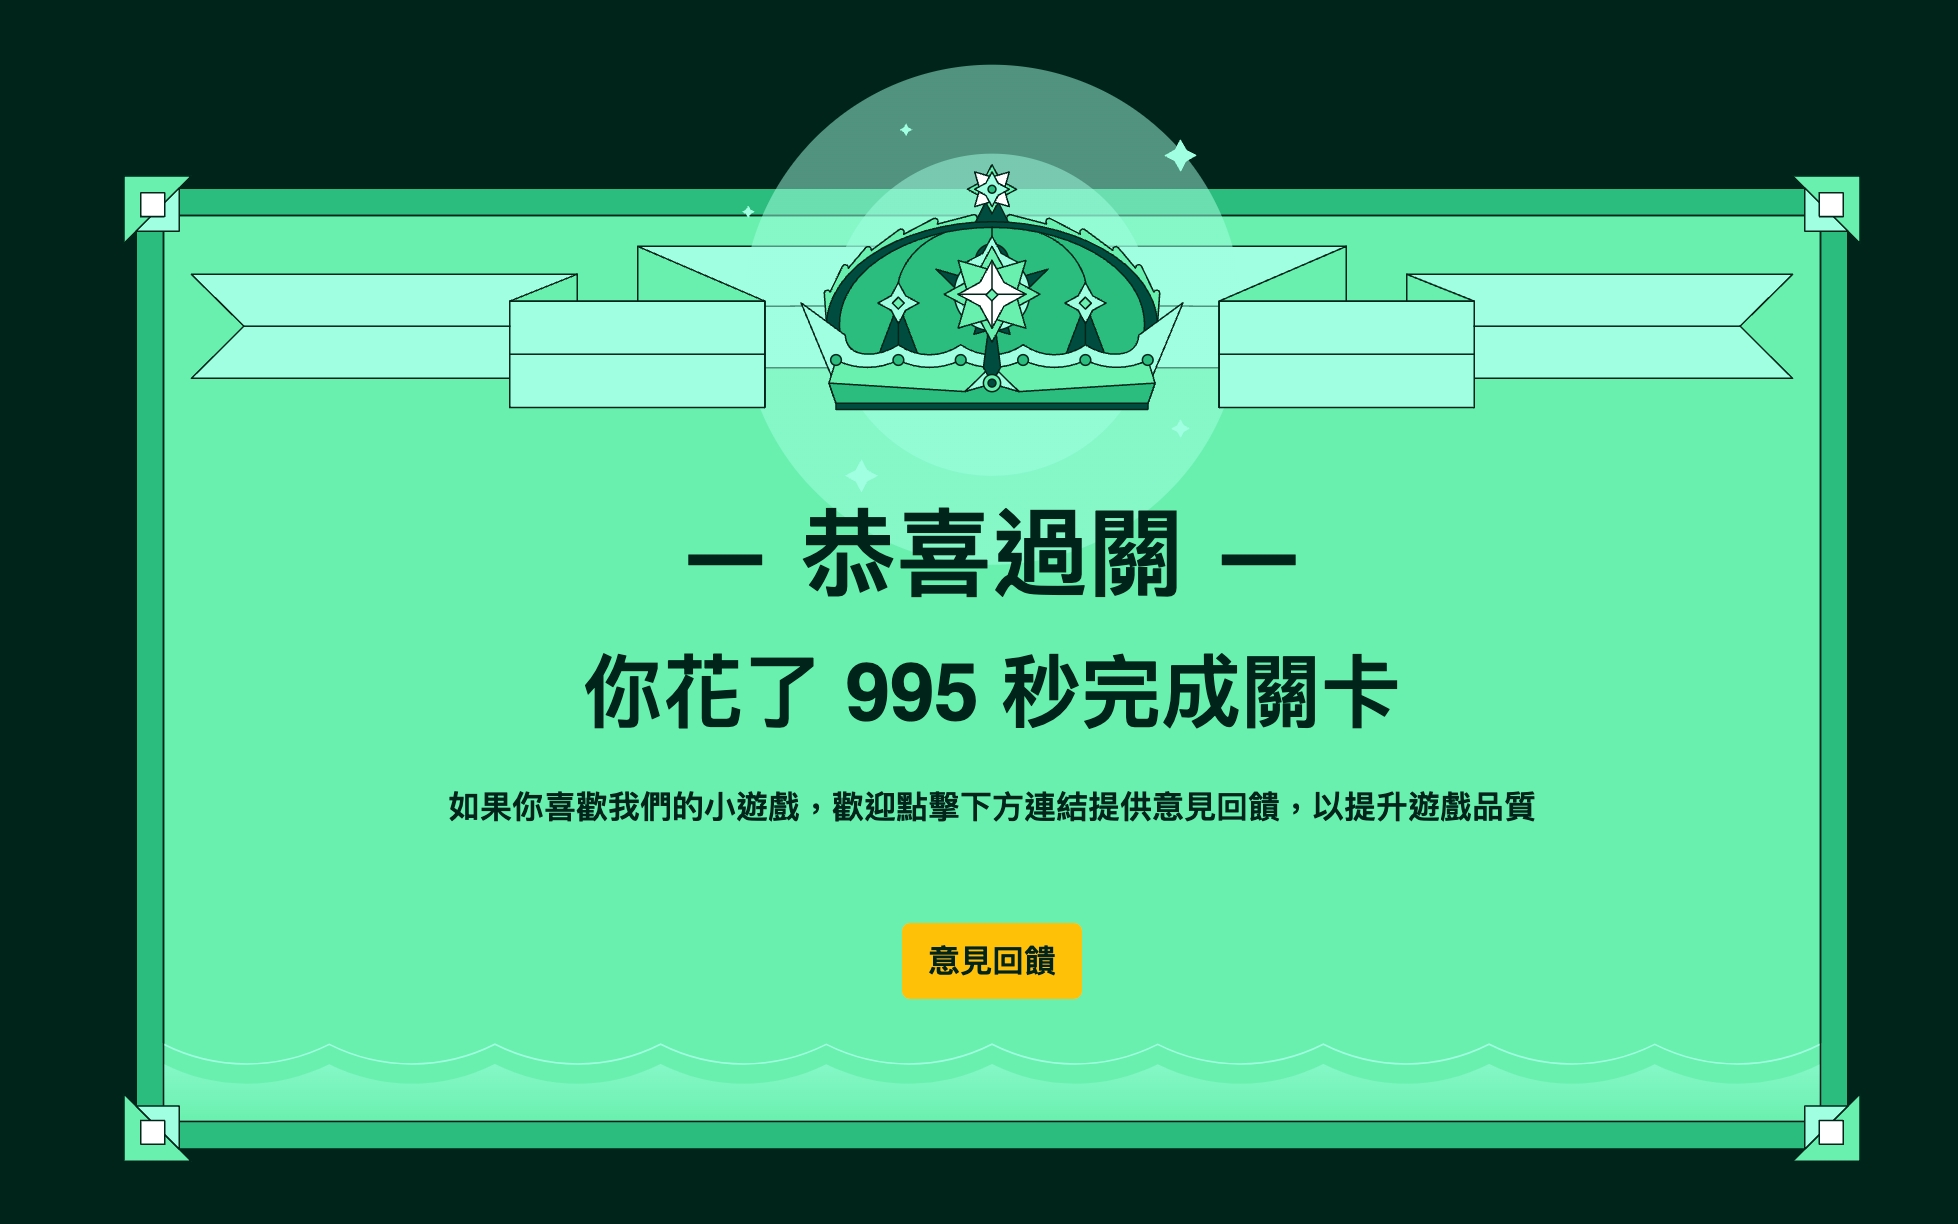 — 恭喜過關 —
你花了 995 秒完成關卡
如果你喜歡我們的小遊戲，歡迎點擊下方連結提供意見回饋，以提升遊戲品質
意見回饋